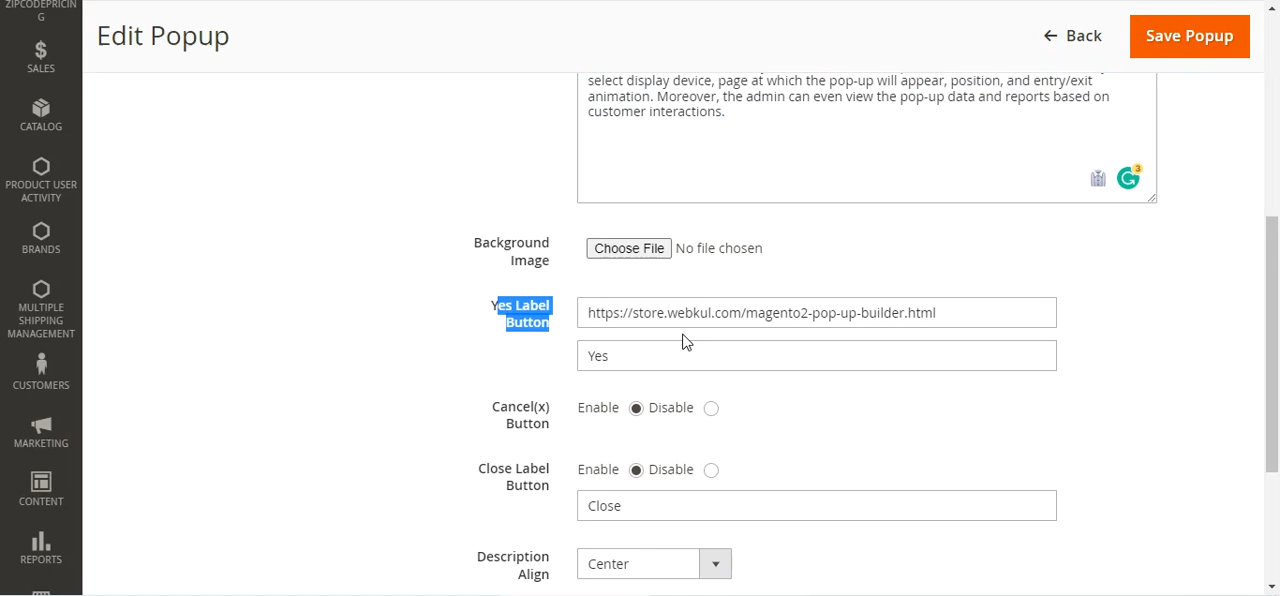 ZIPCODEPRICIN
G
SALES
CATALOG
PRODUCT USER
ACTIVITY
BRANDS
MULTIPLE
SHIPPING
MANAGEMENT
CUSTOMERS
MARKETING
CONTENT
REPORTS
Edit Popup
← Back
Save Popup
select display device, page at which the pop-up will appear, position, and entry/exit
animation. Moreover, the admin can even view the pop-up data and reports based on
customer interactions.
3
Background
Image
Choose File No file chosen
Yes Label
Button
https://store.webkul.com/magento2-pop-up-builder.html
Yes
Cancel(x)
Button
Enable Disable
Close Label
Button
Enable Disable
Close
Description
Align
Center